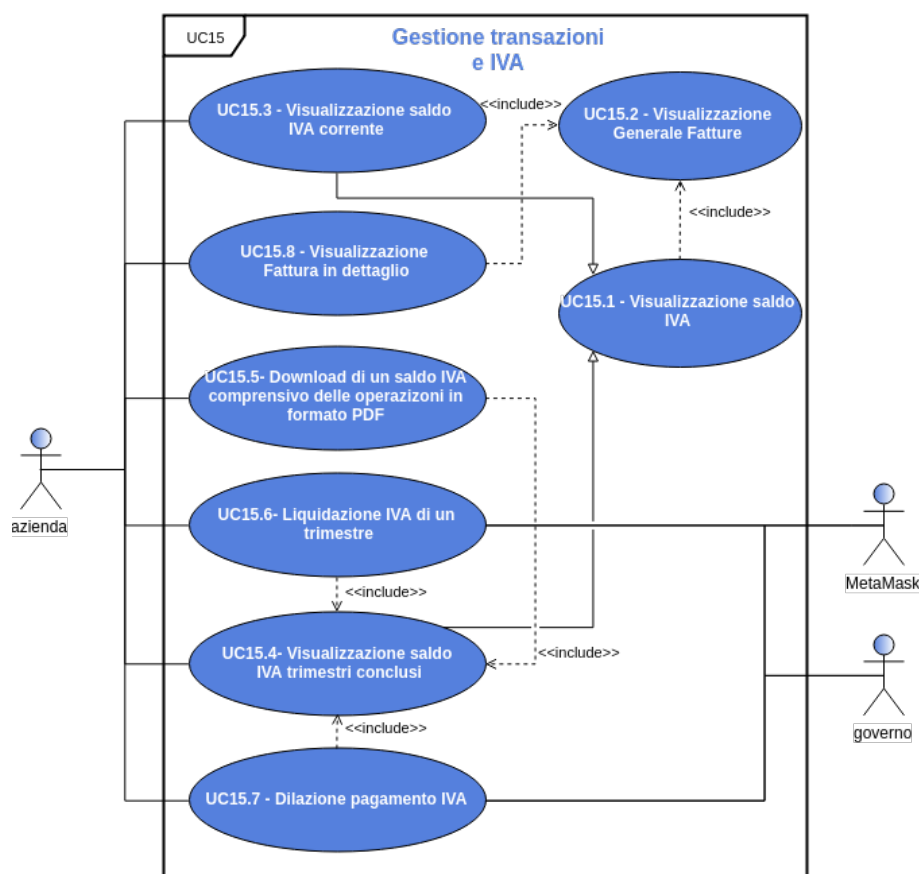 UC15
Gestione transazioni
e IVA
UC15.3 - Visualizzazione saldo
IVA corrente
<<include>>
UC15.2 - Visualizzazione
Generale Fatture
<<include>>
UC15.8 - Visualizzazione
Fattura in dettaglio
UC15.1 - Visualizzazione saldo
IVA
UC15.5- Download di un saldo IVA
comprensivo delle operazizoni in
formato PDF
azienda
UC15.6- Liquidazione IVA di un
trimestre
MetaMask
<<include>>
UC15.4- Visualizzazione saldo
IVA trimestri conclusi
<<include>>
<<include>>
governo
UC15.7 - Dilazione pagamento IVA